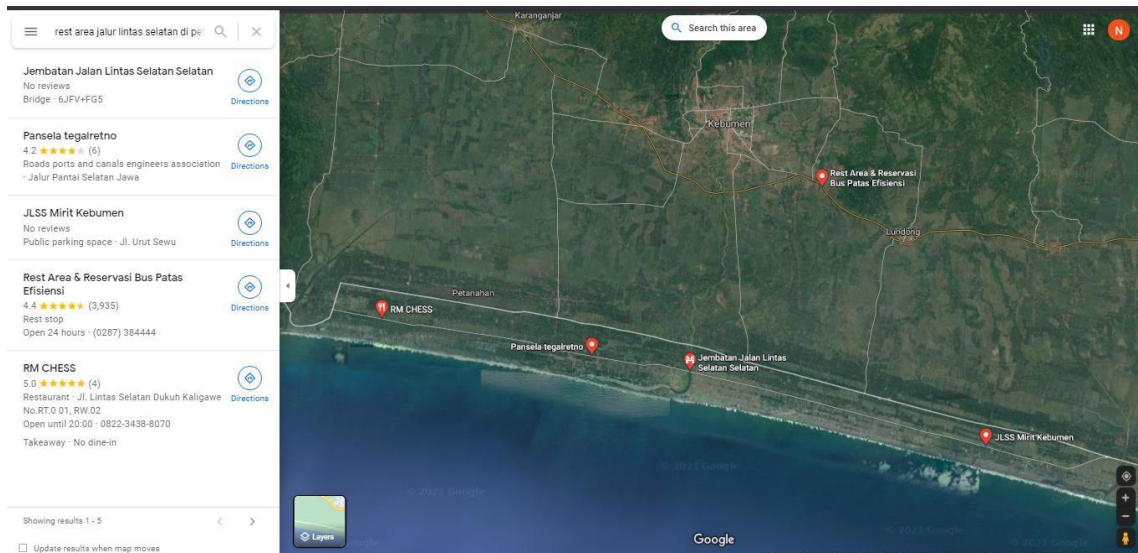 rest area jalur lintas selatan di pe
Jembatan Jalan Lintas Selatan Selatan
No reviews
Bridge · 6JFV+FG5
Directions
Pansela tegalretno
4.2 ★★★★★ (6)
Roads ports and canals engineers association
· Jalur Pantai Selatan Jawa
Directions
JLSS Mirit Kebumen
No reviews
Public parking space · Jl. Urut Sewu
Directions
Rest Area & Reservasi Bus Patas
Efisiensi
4.4 ★★★★★ (3,935)
Rest stop
Open 24 hours · (0287) 384444
Directions
RM CHESS
5.0 ★★★★★ (4)
Restaurant · Jl. Lintas Selatan Dukuh Kaligawe
No.RT.0 01, RW.02
Open until 20:00 · 0822-3438-8070
Takeaway · No dine-in
Directions
Showing results 1 - 5
Update results when map moves
Search this area
N
Karanganjar
Kebumen
Rest Area & Reservasi
Bus Patas Efisiensi
Lundong
Petanahan
RM CHESS
Pansela tegalretno
Jembatan Jalan Lintas
Selatan Selatan
JLSS Mirit Kebumen
© 2021 Google
© 2021 Google
© 2021 Google
© 2021 Google
Layers
Google